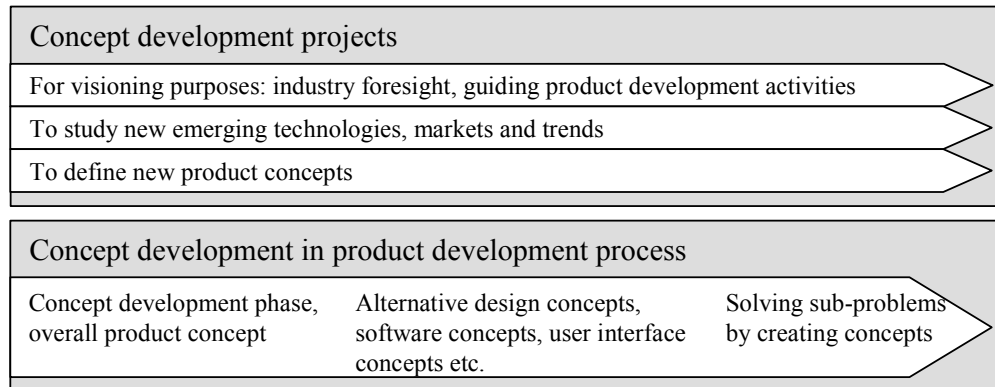 Concept development projects
For visioning purposes: industry foresight, guiding product development activities
To study new emerging technologies, markets and trends
To define new product concepts
Concept development in product development process
Concept development phase,
overall product concept
Alternative design concepts,
software concepts, user interface
concepts etc.
Solving sub-problems
by creating concepts